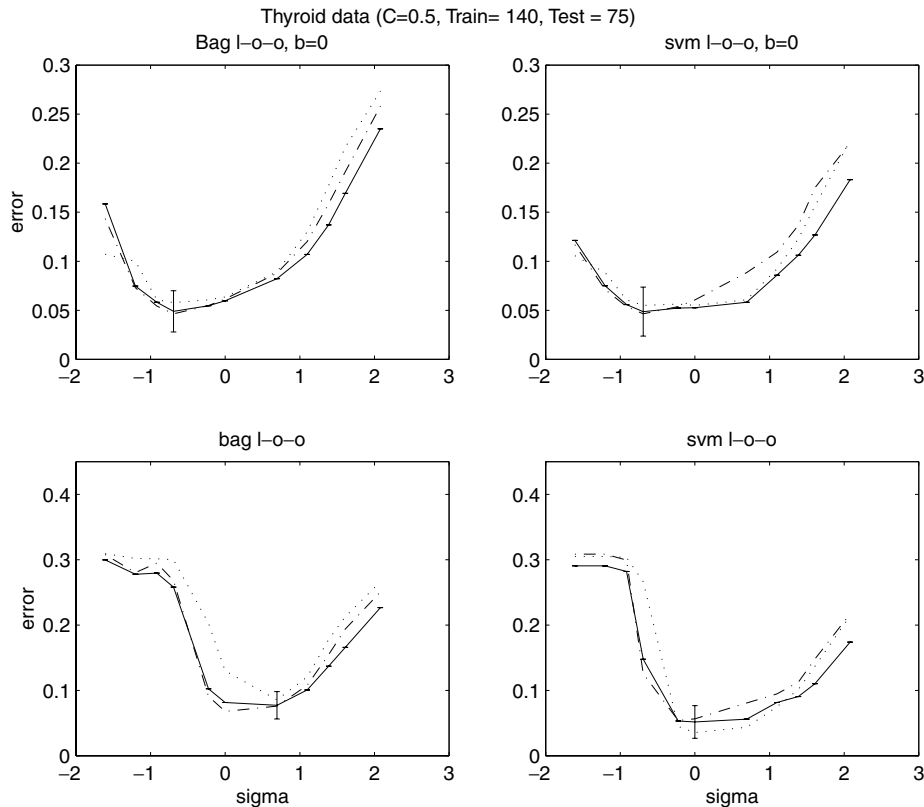 Thyroid data (C=0.5, Train= 140, Test = 75)
Bag l−o−o, b=0
svm l−o−o, b=0
0.3
0.25
0.2
0.15
0.1
0.05
0
error
−2 −1 0 1 2 3
0.3
0.25
0.2
0.15
0.1
0.05
0
−2 −1 0 1 2 3
bag l−o−o
svm l−o−o
0.4
0.3
0.2
0.1
0
error
−2 −1 0 1 2 3
sigma
0.4
0.3
0.2
0.1
0
−2 −1 0 1 2 3
sigma